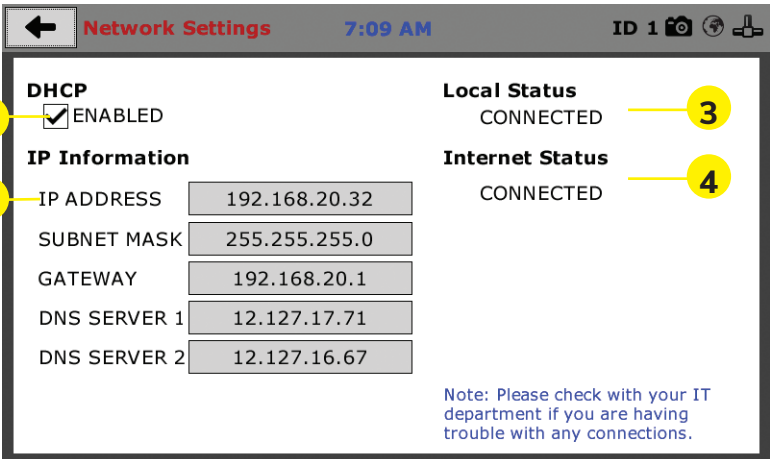 Network Settings 7:09 AM ID 1
DHCP
ENABLED
IP Information
IP ADDRESS 192.168.20.32
SUBNET MASK 255.255.255.0
GATEWAY 192.168.20.1
DNS SERVER 1 12.127.17.71
DNS SERVER 2 12.127.16.67
Local Status
CONNECTED 3
Internet Status
CONNECTED 4
Note: Please check with your IT
department if you are having
trouble with any connections.